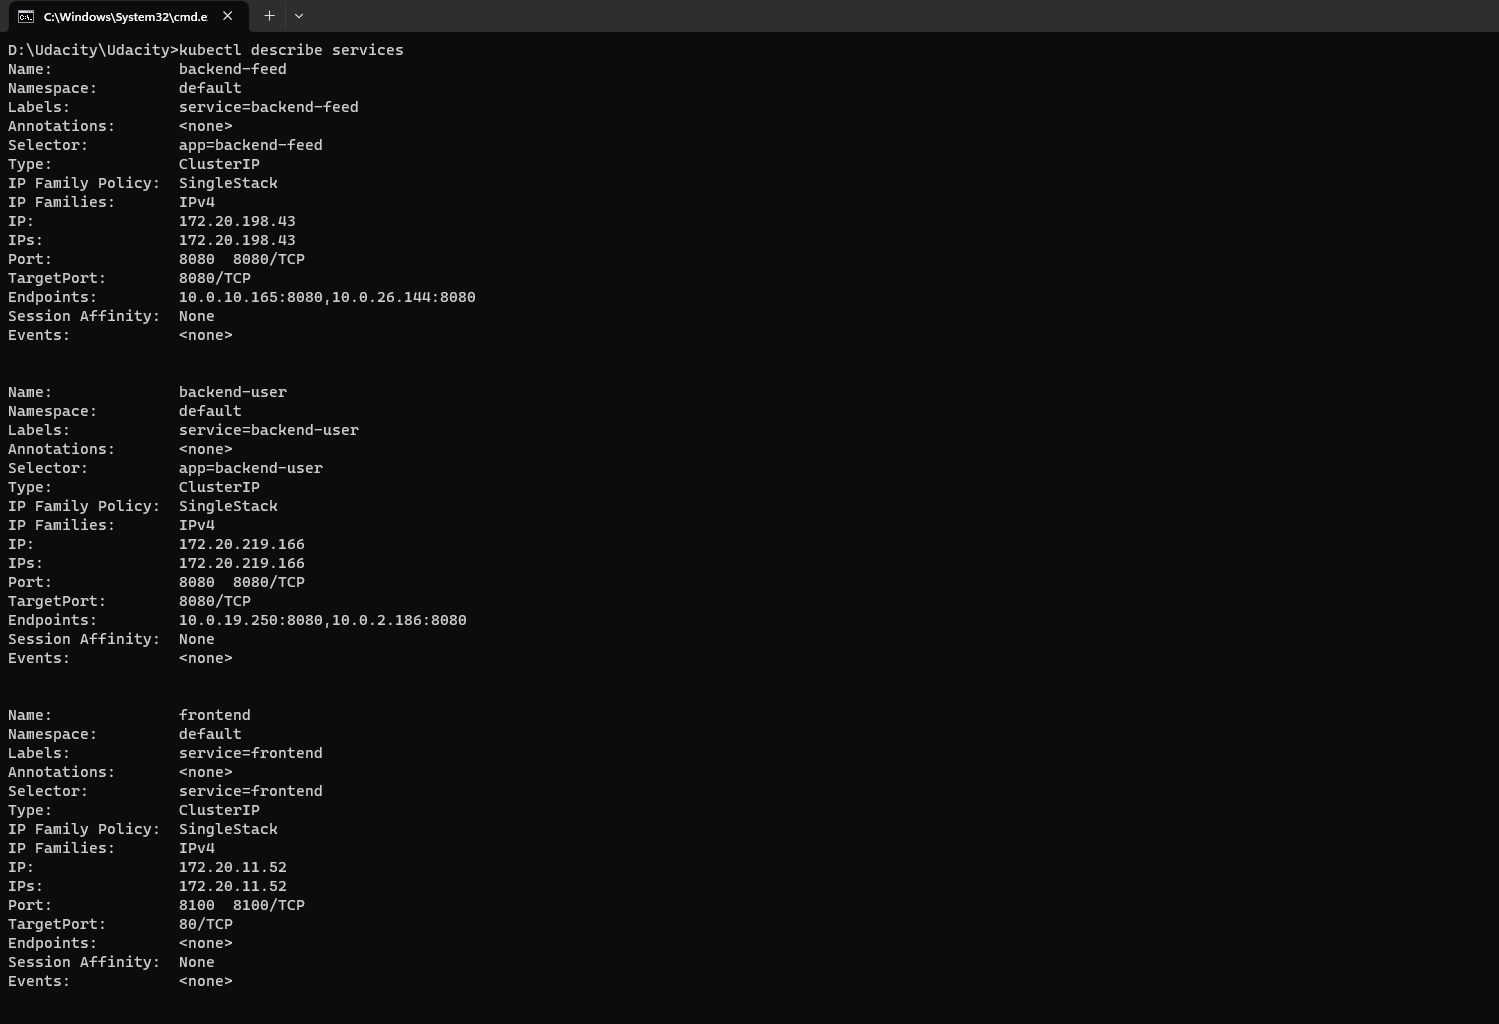 C:\Windows\System32\cmd.e
D:\Udacity\Udacity>kubectl describe services
Name:              backend-feed
Namespace:         default
Labels:            service=backend-feed
Annotations:       <none>
Selector:          app=backend-feed
Type:              ClusterIP
IP Family Policy:  SingleStack
IP Families:       IPv4
IP:                172.20.198.43
IPs:               172.20.198.43
Port:              8080  8080/TCP
TargetPort:        8080/TCP
Endpoints:         10.0.10.165:8080,10.0.26.144:8080
Session Affinity:  None
Events:            <none>
Name:              backend-user
Namespace:         default
Labels:            service=backend-user
Annotations:       <none>
Selector:          app=backend-user
Type:              ClusterIP
IP Family Policy:  SingleStack
IP Families:       IPv4
IP:                172.20.219.166
IPs:               172.20.219.166
Port:              8080  8080/TCP
TargetPort:        8080/TCP
Endpoints:         10.0.19.250:8080,10.0.2.186:8080
Session Affinity:  None
Events:            <none>
Name:              frontend
Namespace:         default
Labels:            service=frontend
Annotations:       <none>
Selector:          service=frontend
Type:              ClusterIP
IP Family Policy:  SingleStack
IP Families:       IPv4
IP:                172.20.11.52
IPs:               172.20.11.52
Port:              8100  8100/TCP
TargetPort:        80/TCP
Endpoints:         <none>
Session Affinity:  None
Events:            <none>